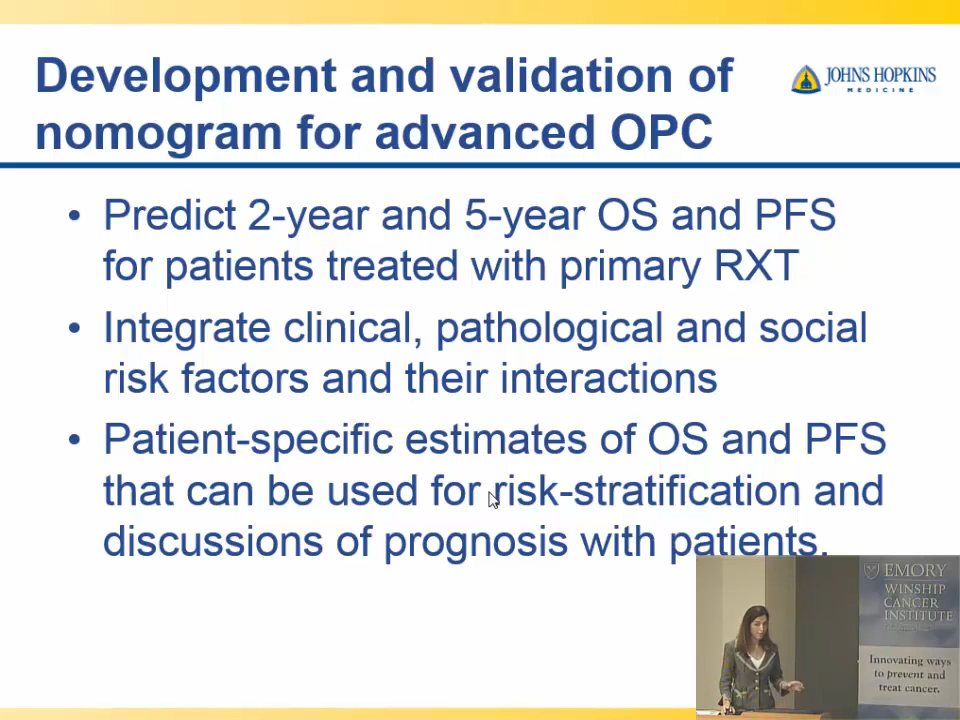 Development and validation of
nomogram for advanced OPC
JOHNS HOPKINS
MEDICINE
• Predict 2-year and 5-year OS and PFS
for patients treated with primary RXT
• Integrate clinical, pathological and social
risk factors and their interactions
• Patient-specific estimates of OS and PFS
that can be used for risk-stratification and
discussions of prognosis with patients.
EMORY
WINSHIP
CANCER
INSTITUTE
Innovating ways
to prevent and
treat cancer.